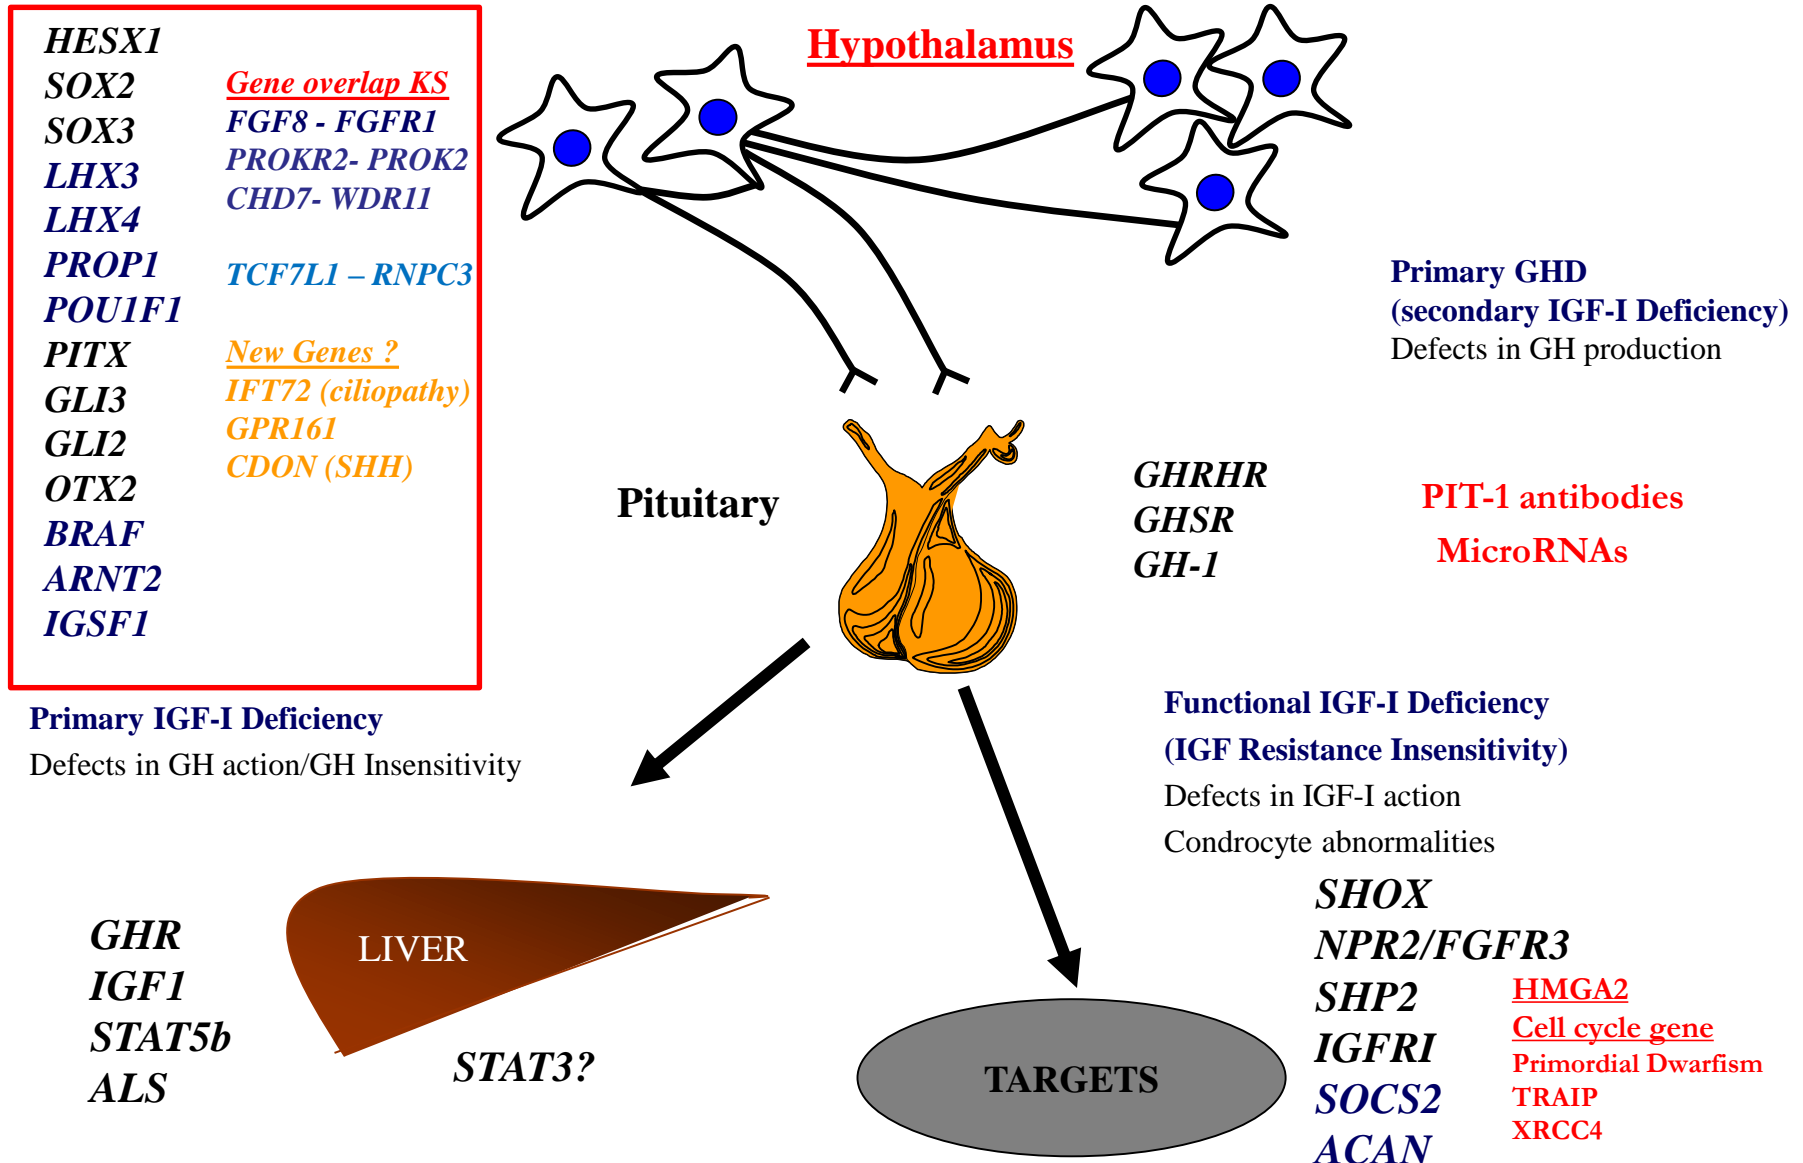 HESX1
SOX2
SOX3
LHX3
LHX4
PROP1
POU1F1
PITX
GLI3
GLI2
OTX2
BRAF
ARNT2
IGSF1
Gene overlap KS
FGF8 - FGFR1
PROKR2- PROK2
CHD7- WDR11
TCF7L1 – RNPC3
New Genes ?
IFT72 (ciliopathy)
GPR161
CDON (SHH)
Hypothalamus
Primary GHD
(secondary IGF-I Deficiency)
Defects in GH production
Pituitary
GHRHR
GHSR
GH-1
PIT-1 antibodies
MicroRNAs
Primary IGF-I Deficiency
Defects in GH action/GH Insensitivity
Functional IGF-I Deficiency
(IGF Resistance Insensitivity)
Defects in IGF-I action
Condrocyte abnormalities
GHR
IGF1
STAT5b
ALS
LIVER
STAT3?
TARGETS
SHOX
NPR2/FGFR3
SHP2
IGFRI
SOCS2
ACAN
HMGA2
Cell cycle gene
Primordial Dwarfism
TRAIP
XRCC4